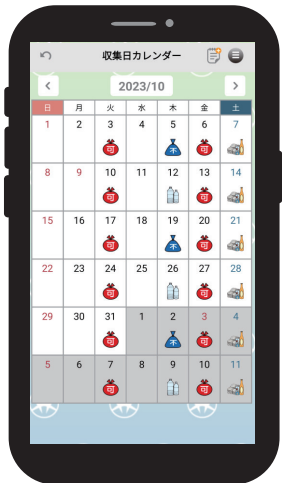 収集日カレンダー
2023/10
日 月 火 水 木 金 土
1 2 3 4 5 6 7
可 不 可
8 9 10 11 12 13 14
可 可
15 16 17 18 19 20 21
可 不 可
22 23 24 25 26 27 28
可 可
29 30 31 1 2 3 4
可 不 可
5 6 7 8 9 10 11
可 可